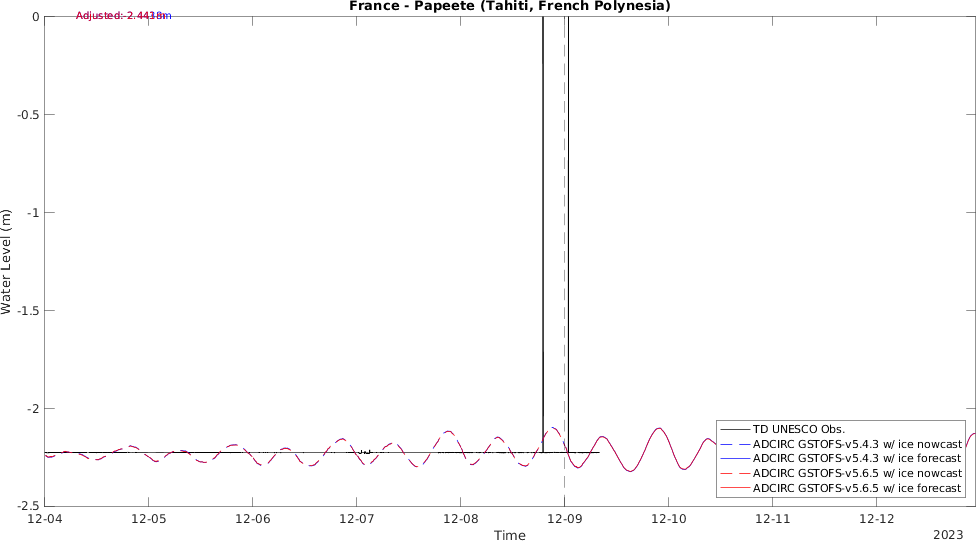 France - Papeete (Tahiti, French Polynesia)
Adjusted:
0
-0.5
-1
-1.5
-2
-2.5
Water Level (m)
TD UNESCO Obs.
ADCIRC GSTOFS-v5.4.3 w/ ice nowcast
ADCIRC GSTOFS-v5.4.3 w/ ice forecast
ADCIRC GSTOFS-v5.6.5 w/ ice nowcast
ADCIRC GSTOFS-v5.6.5 w/ ice forecast
12-04 12-05 12-06 12-07 12-08 12-09 12-10 12-11 12-12
Time
2023